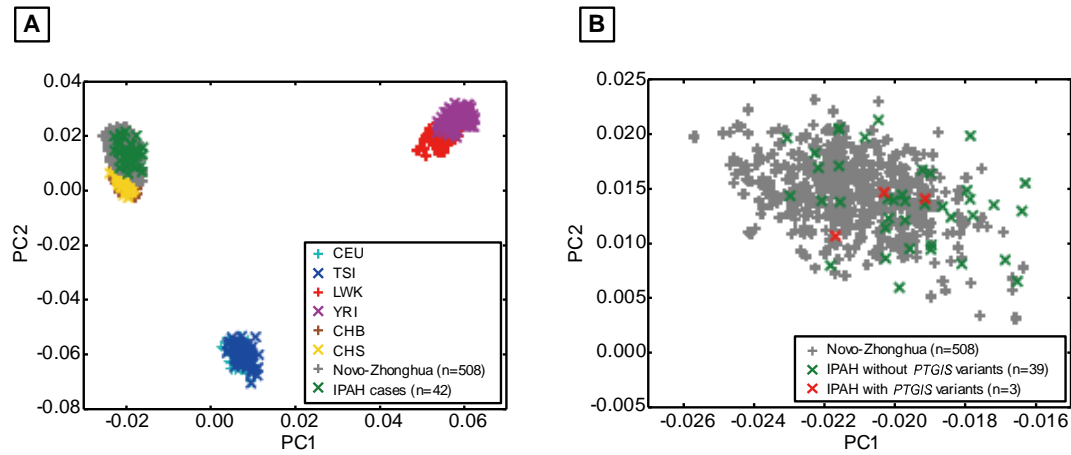 A
B
0.04
0.02
0.00
-0.02
-0.04
-0.06
-0.08
PC2
-0.02
0.00
0.02
0.04
0.06
PC1
CEU
TSI
LWK
YRI
CHB
CHS
Novo-Zhonghua (n=508)
IPAH cases (n=42)
0.025
0.020
0.015
0.010
0.005
0.000
-0.005
PC2
-0.026
-0.024
-0.022
-0.020
-0.018
-0.016
PC1
Novo-Zhonghua (n=508)
IPAH without PTGIS variants (n=39)
IPAH with PTGIS variants (n=3)